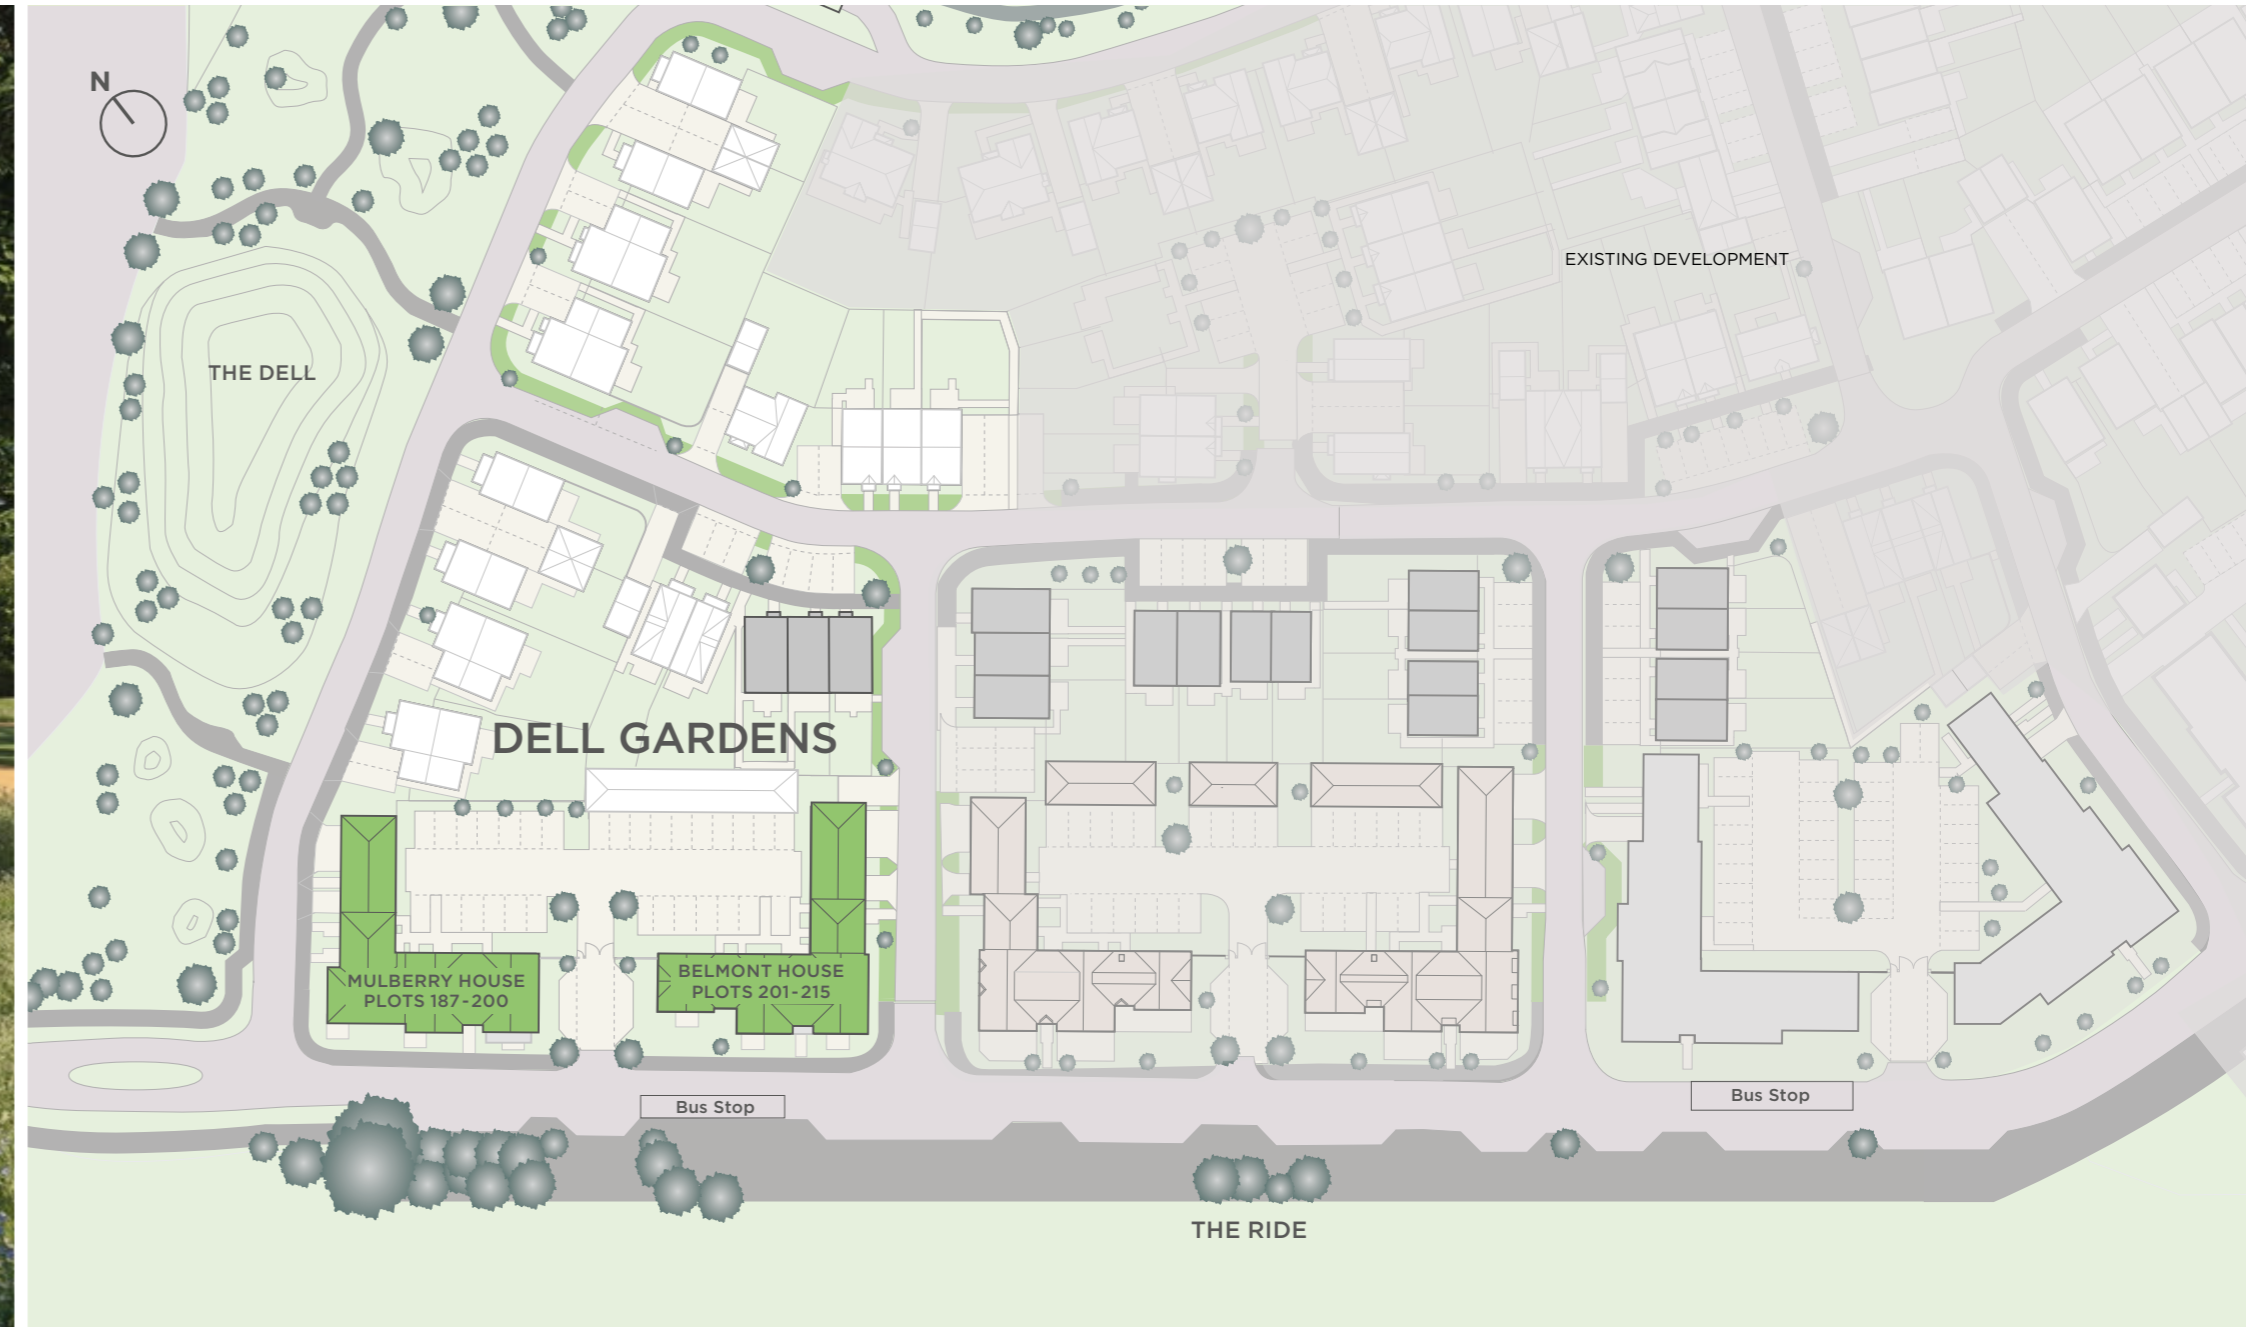 N
EXISTING DEVELOPMENT
THE DELL
DELL GARDENS
MULBERRY HOUSE
PLOTS 187-200
BELMONT HOUSE
PLOTS 201-215
Bus Stop
Bus Stop
THE RIDE